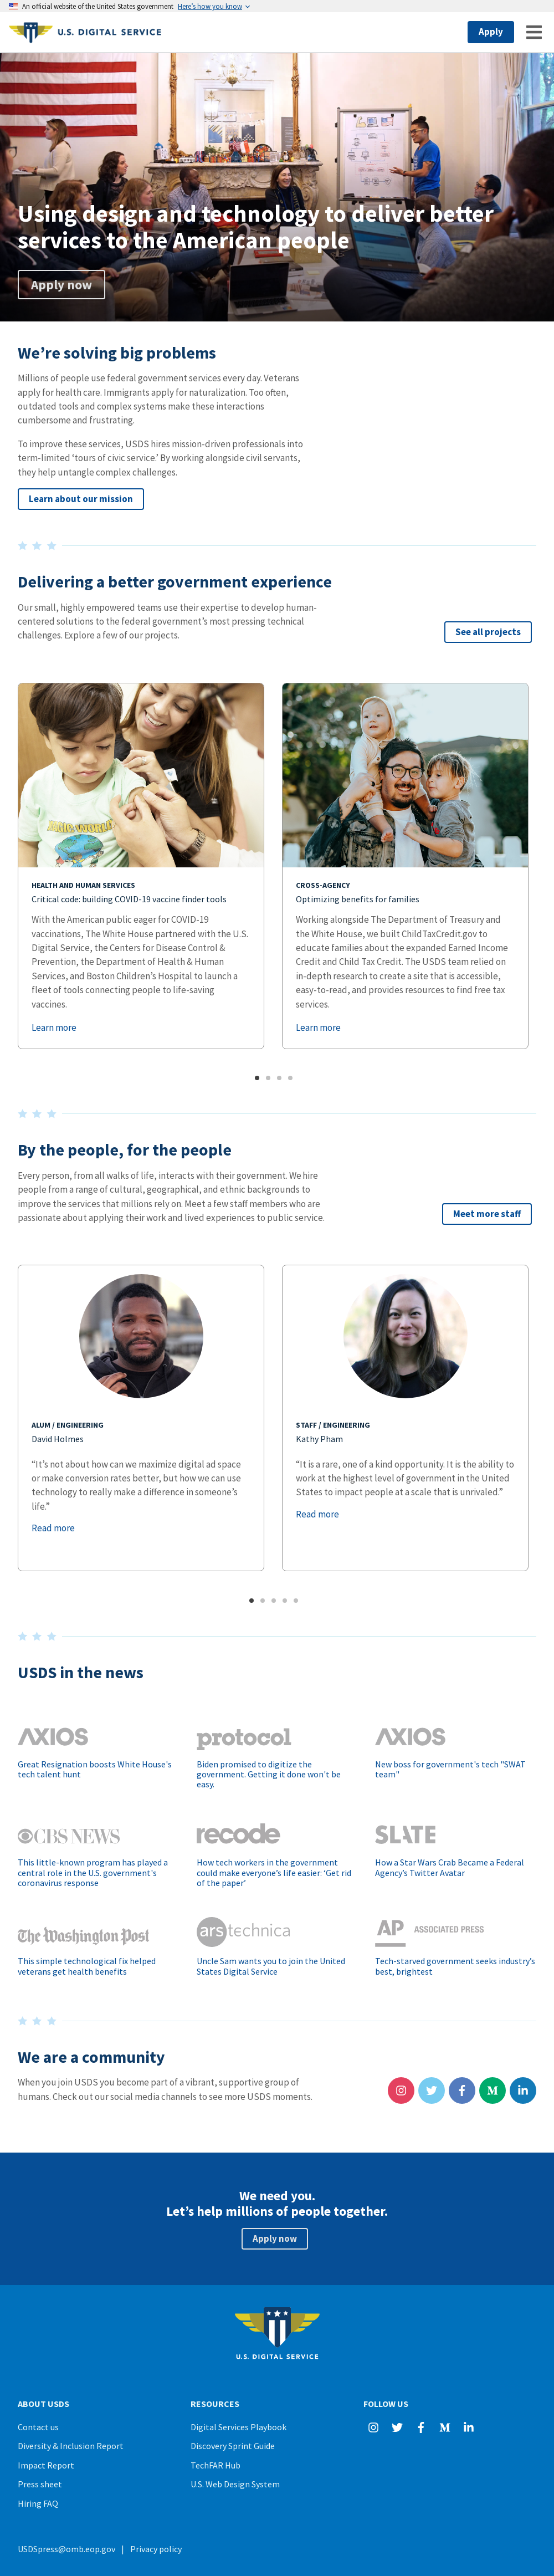 An official website of the United States government Here's how you know
U.S. DIGITAL SERVICE
Apply
Using design and technology to deliver better
services to the American people
Apply now
We're solving big problems
Millions of people use federal government services every day. Veterans
apply for health care. Immigrants apply for naturalization. Too often,
outdated tools and complex systems make these interactions
cumbersome and frustrating.
To improve these services, USDS hires mission-driven professionals into
term-limited 'tours of civic service.' By working alongside civil servants,
they help untangle complex challenges.
Learn about our mission
Delivering a better government experience
Our small, highly empowered teams use their expertise to develop human-
centered solutions to the federal government's most pressing technical
challenges. Explore a few of our projects.
See all projects
HEALTH AND HUMAN SERVICES
Critical code: building COVID-19 vaccine finder tools
With the American public eager for COVID-19
vaccinations, The White House partnered with the U.S.
Digital Service, the Centers for Disease Control &
Prevention, the Department of Health & Human
Services, and Boston Children's Hospital to launch a
fleet of tools connecting people to life-saving
vaccines.
Learn more
CROSS-AGENCY
Optimizing benefits for families
Working alongside The Department of Treasury and
the White House, we built ChildTaxCredit.gov to
educate families about the expanded Earned Income
Credit and Child Tax Credit. The USDS team relied on
in-depth research to create a site that is accessible,
easy-to-read, and provides resources to find free tax
services.
Learn more
By the people, for the people
Every person, from all walks of life, interacts with their government. We hire
people from a range of cultural, geographical, and ethnic backgrounds to
improve the services that millions rely on. Meet a few staff members who are
passionate about applying their work and lived experiences to public service.
Meet more staff
ALUM / ENGINEERING
David Holmes
“It's not about how can we maximize digital ad space
or make conversion rates better, but how we can use
technology to really make a difference in someone's
life.”
Read more
STAFF / ENGINEERING
Kathy Pham
“It is a rare, one of a kind opportunity. It is the ability to
work at the highest level of government in the United
States to impact people at a scale that is unrivaled.”
Read more
USDS in the news
AXIOS
Great Resignation boosts White House's
tech talent hunt
protocol
Biden promised to digitize the
government. Getting it done won't be
easy.
AXIOS
New boss for government's tech "SWAT
team"
CBS NEWS
This little-known program has played a
central role in the U.S. government's
coronavirus response
recode
How tech workers in the government
could make everyone's life easier: ‘Get rid
of the paper’
SLATE
How a Star Wars Crab Became a Federal
Agency's Twitter Avatar
The Washington Post
This simple technological fix helped
veterans get health benefits
ars technica
Uncle Sam wants you to join the United
States Digital Service
AP ASSOCIATED PRESS
Tech-starved government seeks industry's
best, brightest
We are a community
When you join USDS you become part of a vibrant, supportive group of
humans. Check out our social media channels to see more USDS moments.
We need you.
Let's help millions of people together.
Apply now
U.S. DIGITAL SERVICE
ABOUT USDS
Contact us
Diversity & Inclusion Report
Impact Report
Press sheet
Hiring FAQ
RESOURCES
Digital Services Playbook
Discovery Sprint Guide
TechFAR Hub
U.S. Web Design System
FOLLOW US
USDSpress@omb.eop.gov | Privacy policy